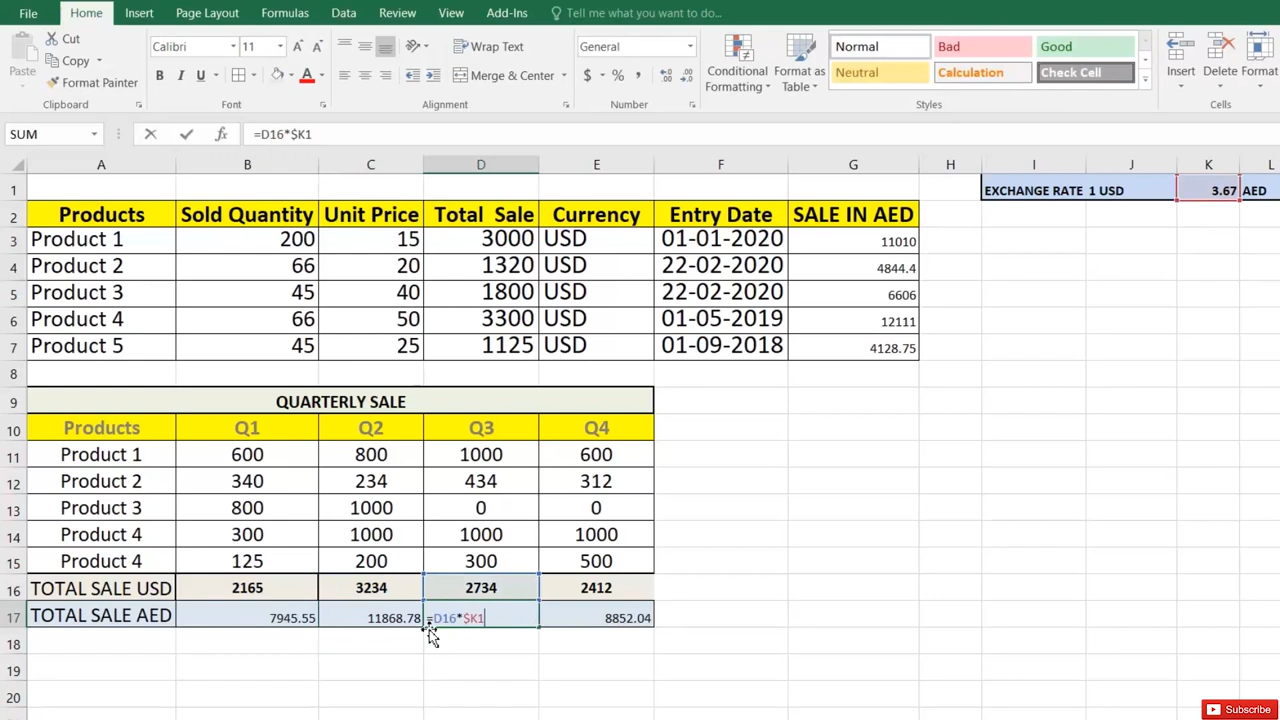 File Home Insert Page Layout Formulas Data Review View Add-Ins Tell me what you want to do...
Paste Cut Copy Format Painter Clipboard
Calibri 11 A A B I U A Font
Wrap Text Merge & Center Alignment
General $ % , Number
Conditional Formatting Format as Table Normal Bad Good Neutral Calculation Check Cell Styles
Insert Delete Format Cells
SUM fx =D16*$K1
A B C D E F G H I J K L
1 EXCHANGE RATE 1 USD 3.67 AED
2 Products Sold Quantity Unit Price Total Sale Currency Entry Date SALE IN AED
3 Product 1 200 15 3000 USD 01-01-2020 11010
4 Product 2 66 20 1320 USD 22-02-2020 4844.4
5 Product 3 45 40 1800 USD 22-02-2020 6606
6 Product 4 66 50 3300 USD 01-05-2019 12111
7 Product 5 45 25 1125 USD 01-09-2018 4128.75
8
9 QUARTERLY SALE
10 Products Q1 Q2 Q3 Q4
11 Product 1 600 800 1000 600
12 Product 2 340 234 434 312
13 Product 3 800 1000 0 0
14 Product 4 300 1000 1000 1000
15 Product 4 125 200 300 500
16 TOTAL SALE USD 2165 3234 2734 2412
17 TOTAL SALE AED 7945.55 11868.78 =D16*$K1 8852.04
18
19
20
Subscribe